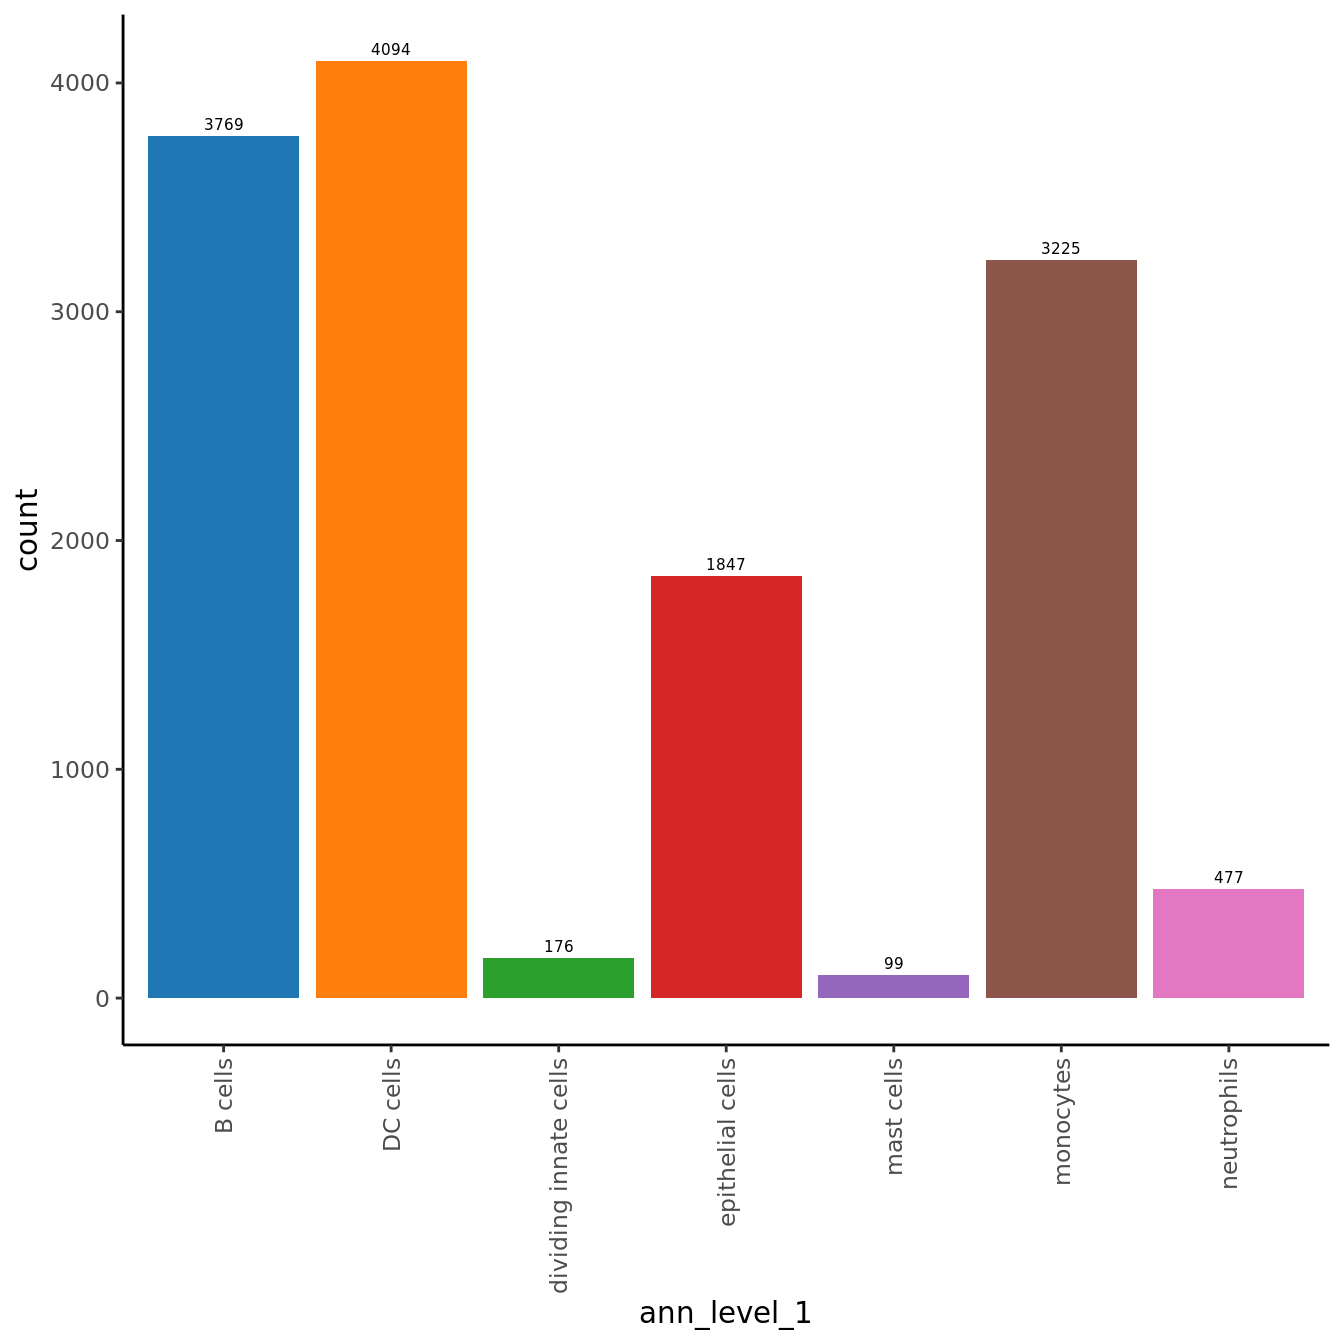 4094
4000
3769
3225
3000
count
2000
1847
1000
477
176
99
0
B cells
DC cells
dividing innate cells
epithelial cells
mast cells
monocytes
neutrophils
ann_level_1